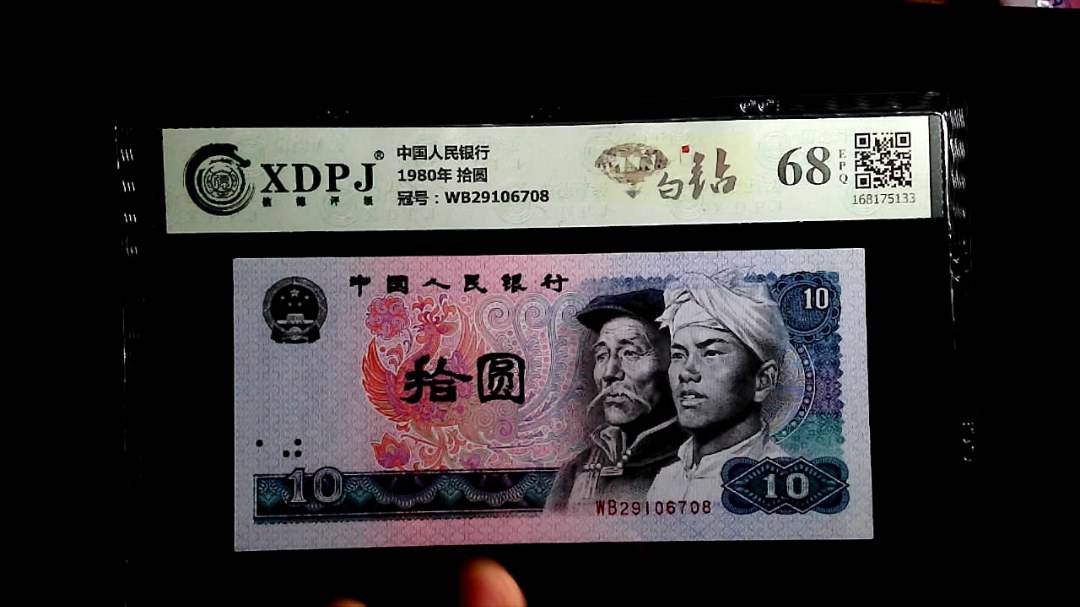 XDPJ®
信德评级
中国人民银行
1980年 拾圆
冠号：WB29106708
白钻
68
EPQ
168175133
中国人民银行
10
拾圆
10
10
WB29106708